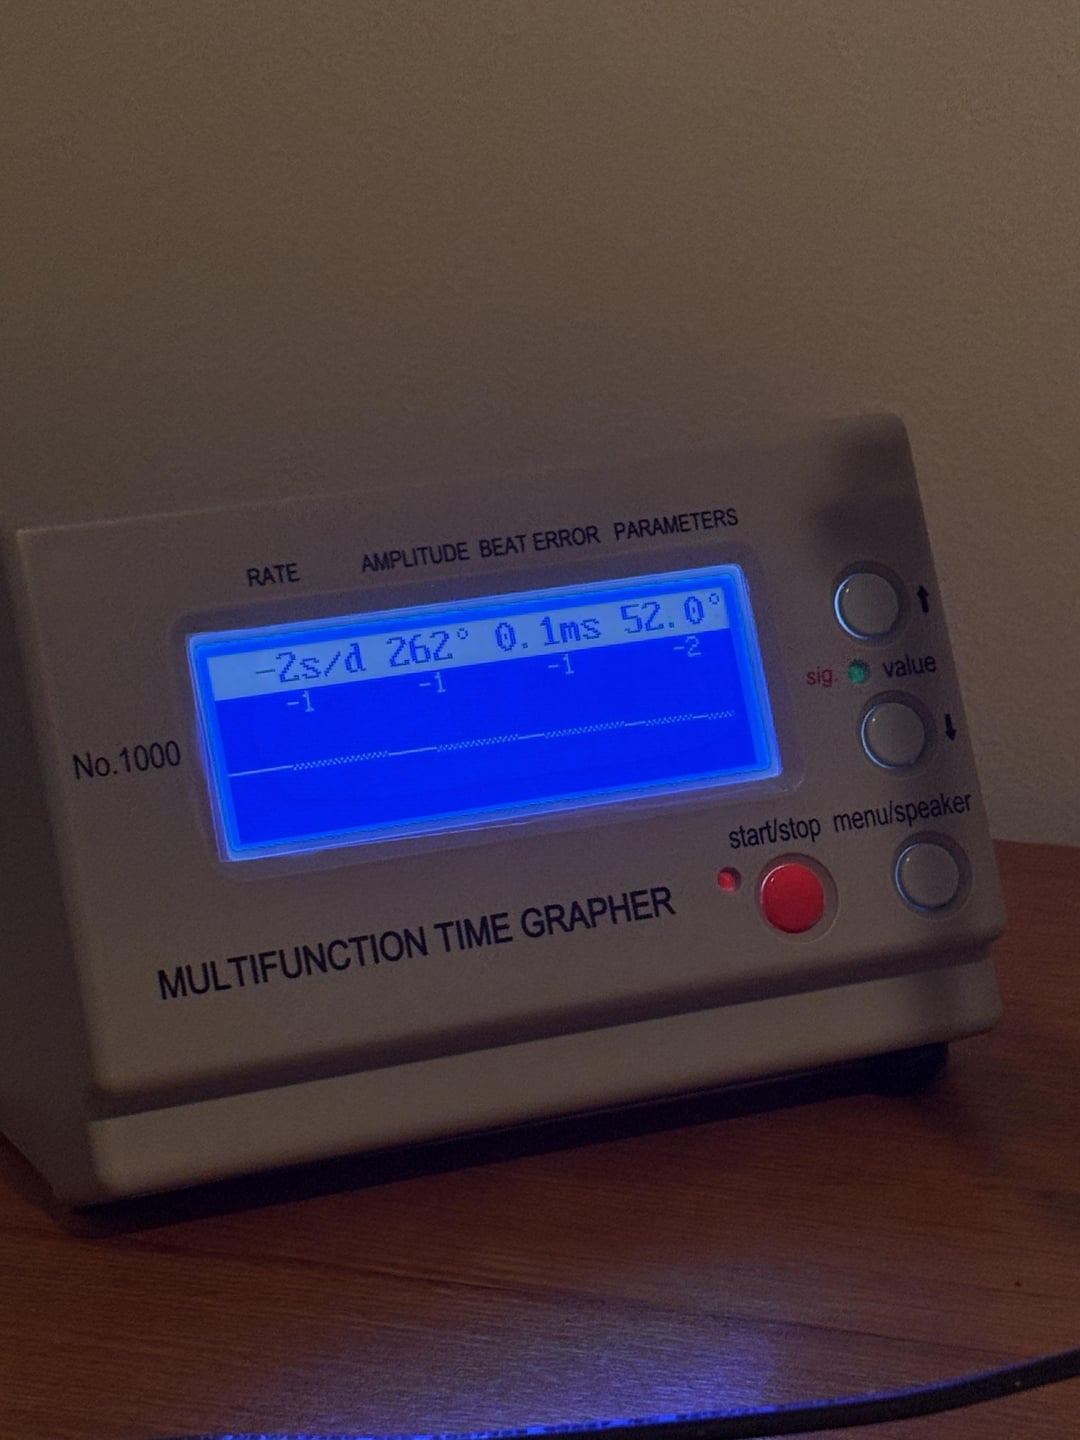 RATE AMPLITUDE BEAT ERROR PARAMETERS
-2s/d 262° 0.1ms 52.0°
-1 -1 -1 -2
sig. value
No.1000
start/stop menu/speaker
MULTIFUNCTION TIME GRAPHER